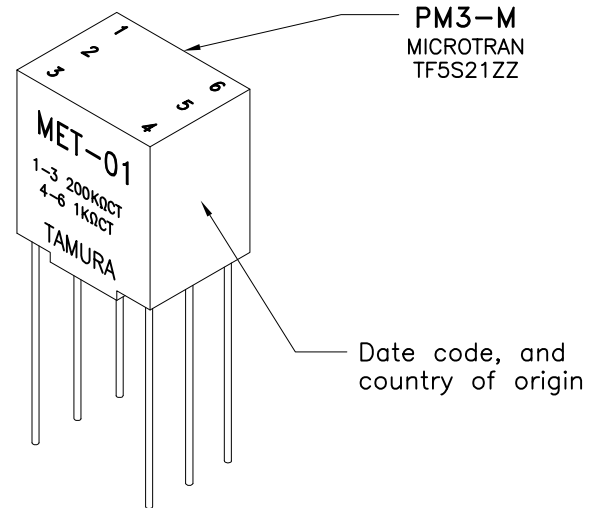 PM3-M
MICROTRAN
TF5S21ZZ
1
2
3
6
5
4
MET-01
1-3 200KΩCT
4-6 1KΩCT
TAMURA
Date code, and
country of origin